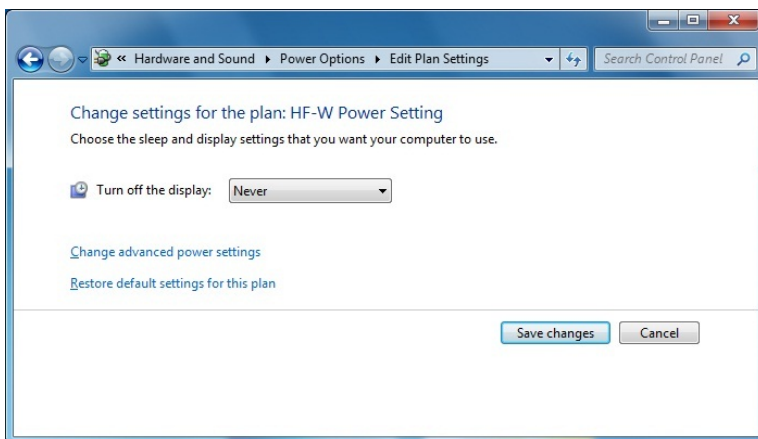 « Hardware and Sound ▸ Power Options ▸ Edit Plan Settings
Search Control Panel
Change settings for the plan: HF-W Power Setting
Choose the sleep and display settings that you want your computer to use.
Turn off the display: Never
Change advanced power settings
Restore default settings for this plan
Save changes Cancel